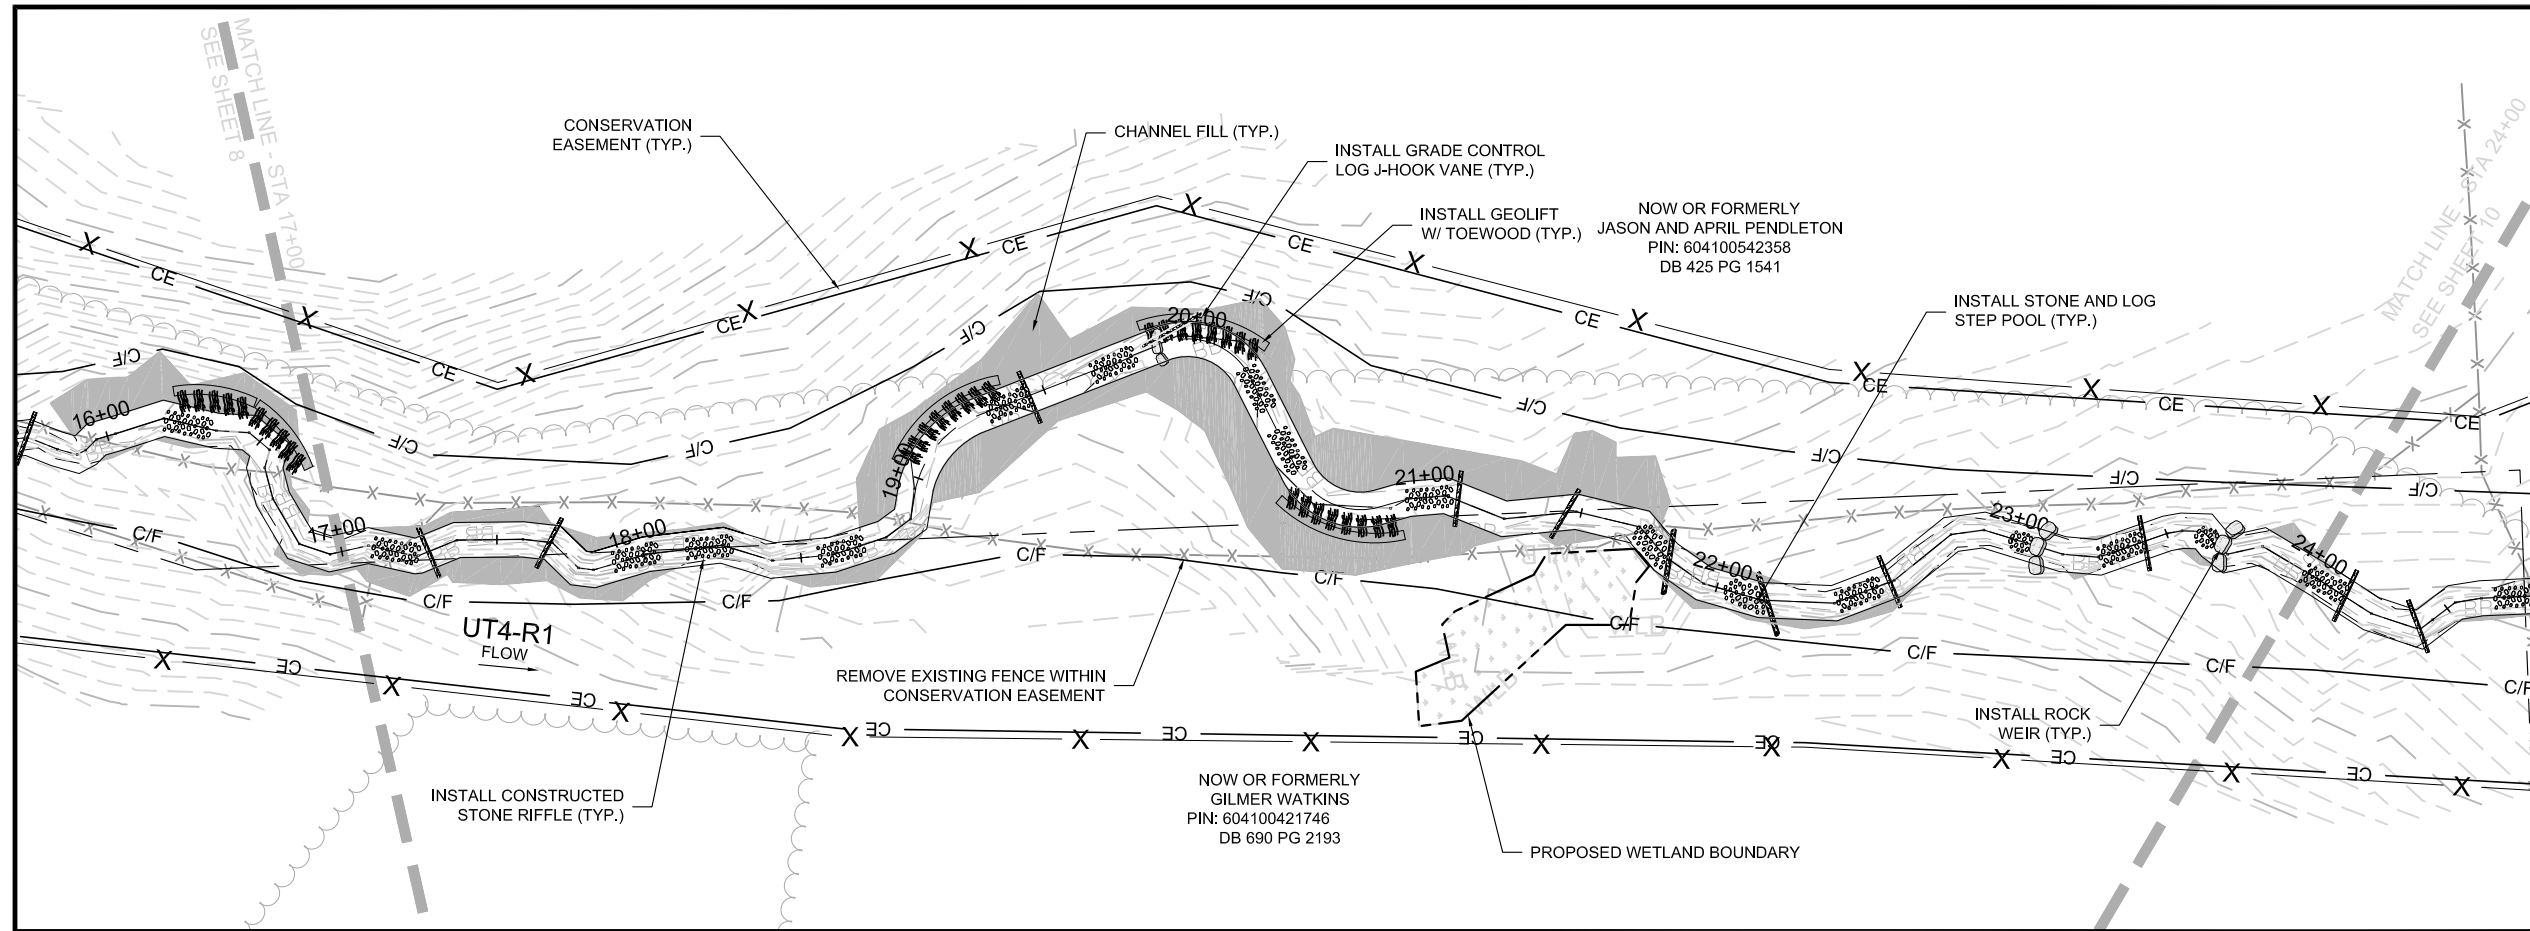 MATCH LINE - STA 17+00
SEE SHEET 8
CONSERVATION
EASEMENT (TYP.)
CHANNEL FILL (TYP.)
INSTALL GRADE CONTROL
LOG J-HOOK VANE (TYP.)
INSTALL GEOLIFT
W/ TOEWOOD (TYP.)
NOW OR FORMERLY
JASON AND APRIL PENDLETON
PIN: 604100542358
DB 425 PG 1541
INSTALL STONE AND LOG
STEP POOL (TYP.)
MATCH LINE - STA 24+00
SEE SHEET 10
CE
CE
CE
CE
CE
CE
CE
CE
CE
C/F
C/F
C/F
C/F
C/F
C/F
C/F
C/F
C/F
16+00
17+00
18+00
19+00
20+00
21+00
22+00
23+00
24+00
C/F
C/F
C/F
C/F
C/F
C/F
C/F
C/F
C/F
UT4-R1
FLOW
REMOVE EXISTING FENCE WITHIN
CONSERVATION EASEMENT
INSTALL ROCK
WEIR (TYP.)
CE
CE
CE
CE
CE
CE
CE
CE
INSTALL CONSTRUCTED
STONE RIFFLE (TYP.)
NOW OR FORMERLY
GILMER WATKINS
PIN: 604100421746
DB 690 PG 2193
PROPOSED WETLAND BOUNDARY